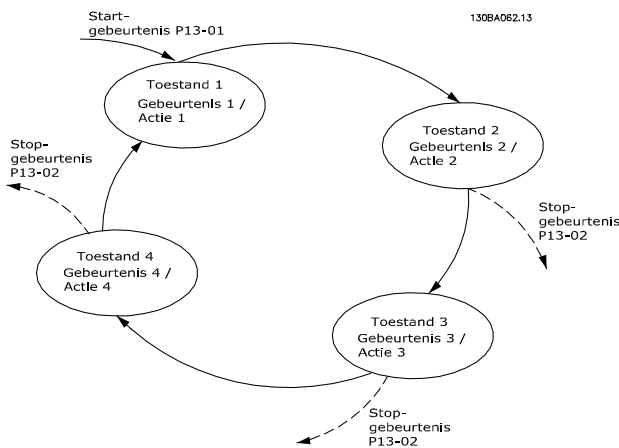 Start-
gebeurtenis P13-01
130BA062.13
Toestand 1
Gebeurtenis 1 /
Actie 1
Toestand 2
Gebeurtenis 2 /
Actie 2
Stop-
gebeurtenis
P13-02
Stop-
gebeurtenis
P13-02
Toestand 4
Gebeurtenis 4 /
Actie 4
Toestand 3
Gebeurtenis 3 /
Actie 3
Stop-
gebeurtenis
P13-02